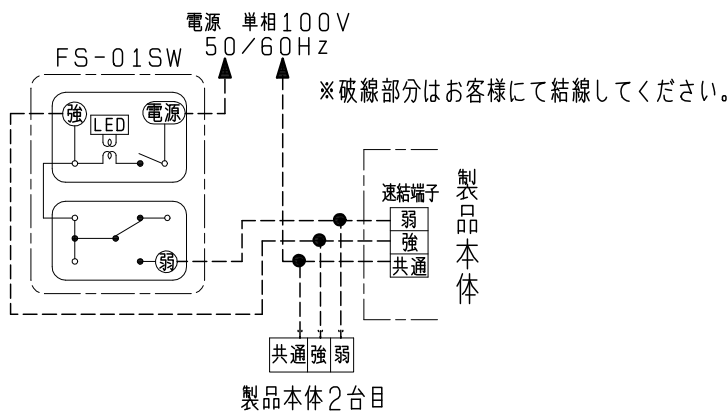 電源 単相100V
50/60Hz
FS-01SW
※破線部分はお客様にて結線してください。
強
LED
電源
弱
速結端子
弱
強
共通
製品本体
共通 強 弱
製品本体2台目